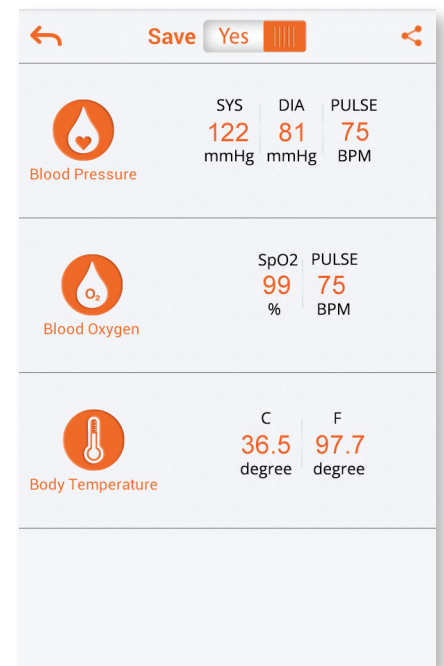 Save Yes
SYS DIA PULSE
122 81 75
mmHg mmHg BPM
Blood Pressure
SpO2 PULSE
99 75
% BPM
O₂
Blood Oxygen
C F
36.5 97.7
degree degree
Body Temperature